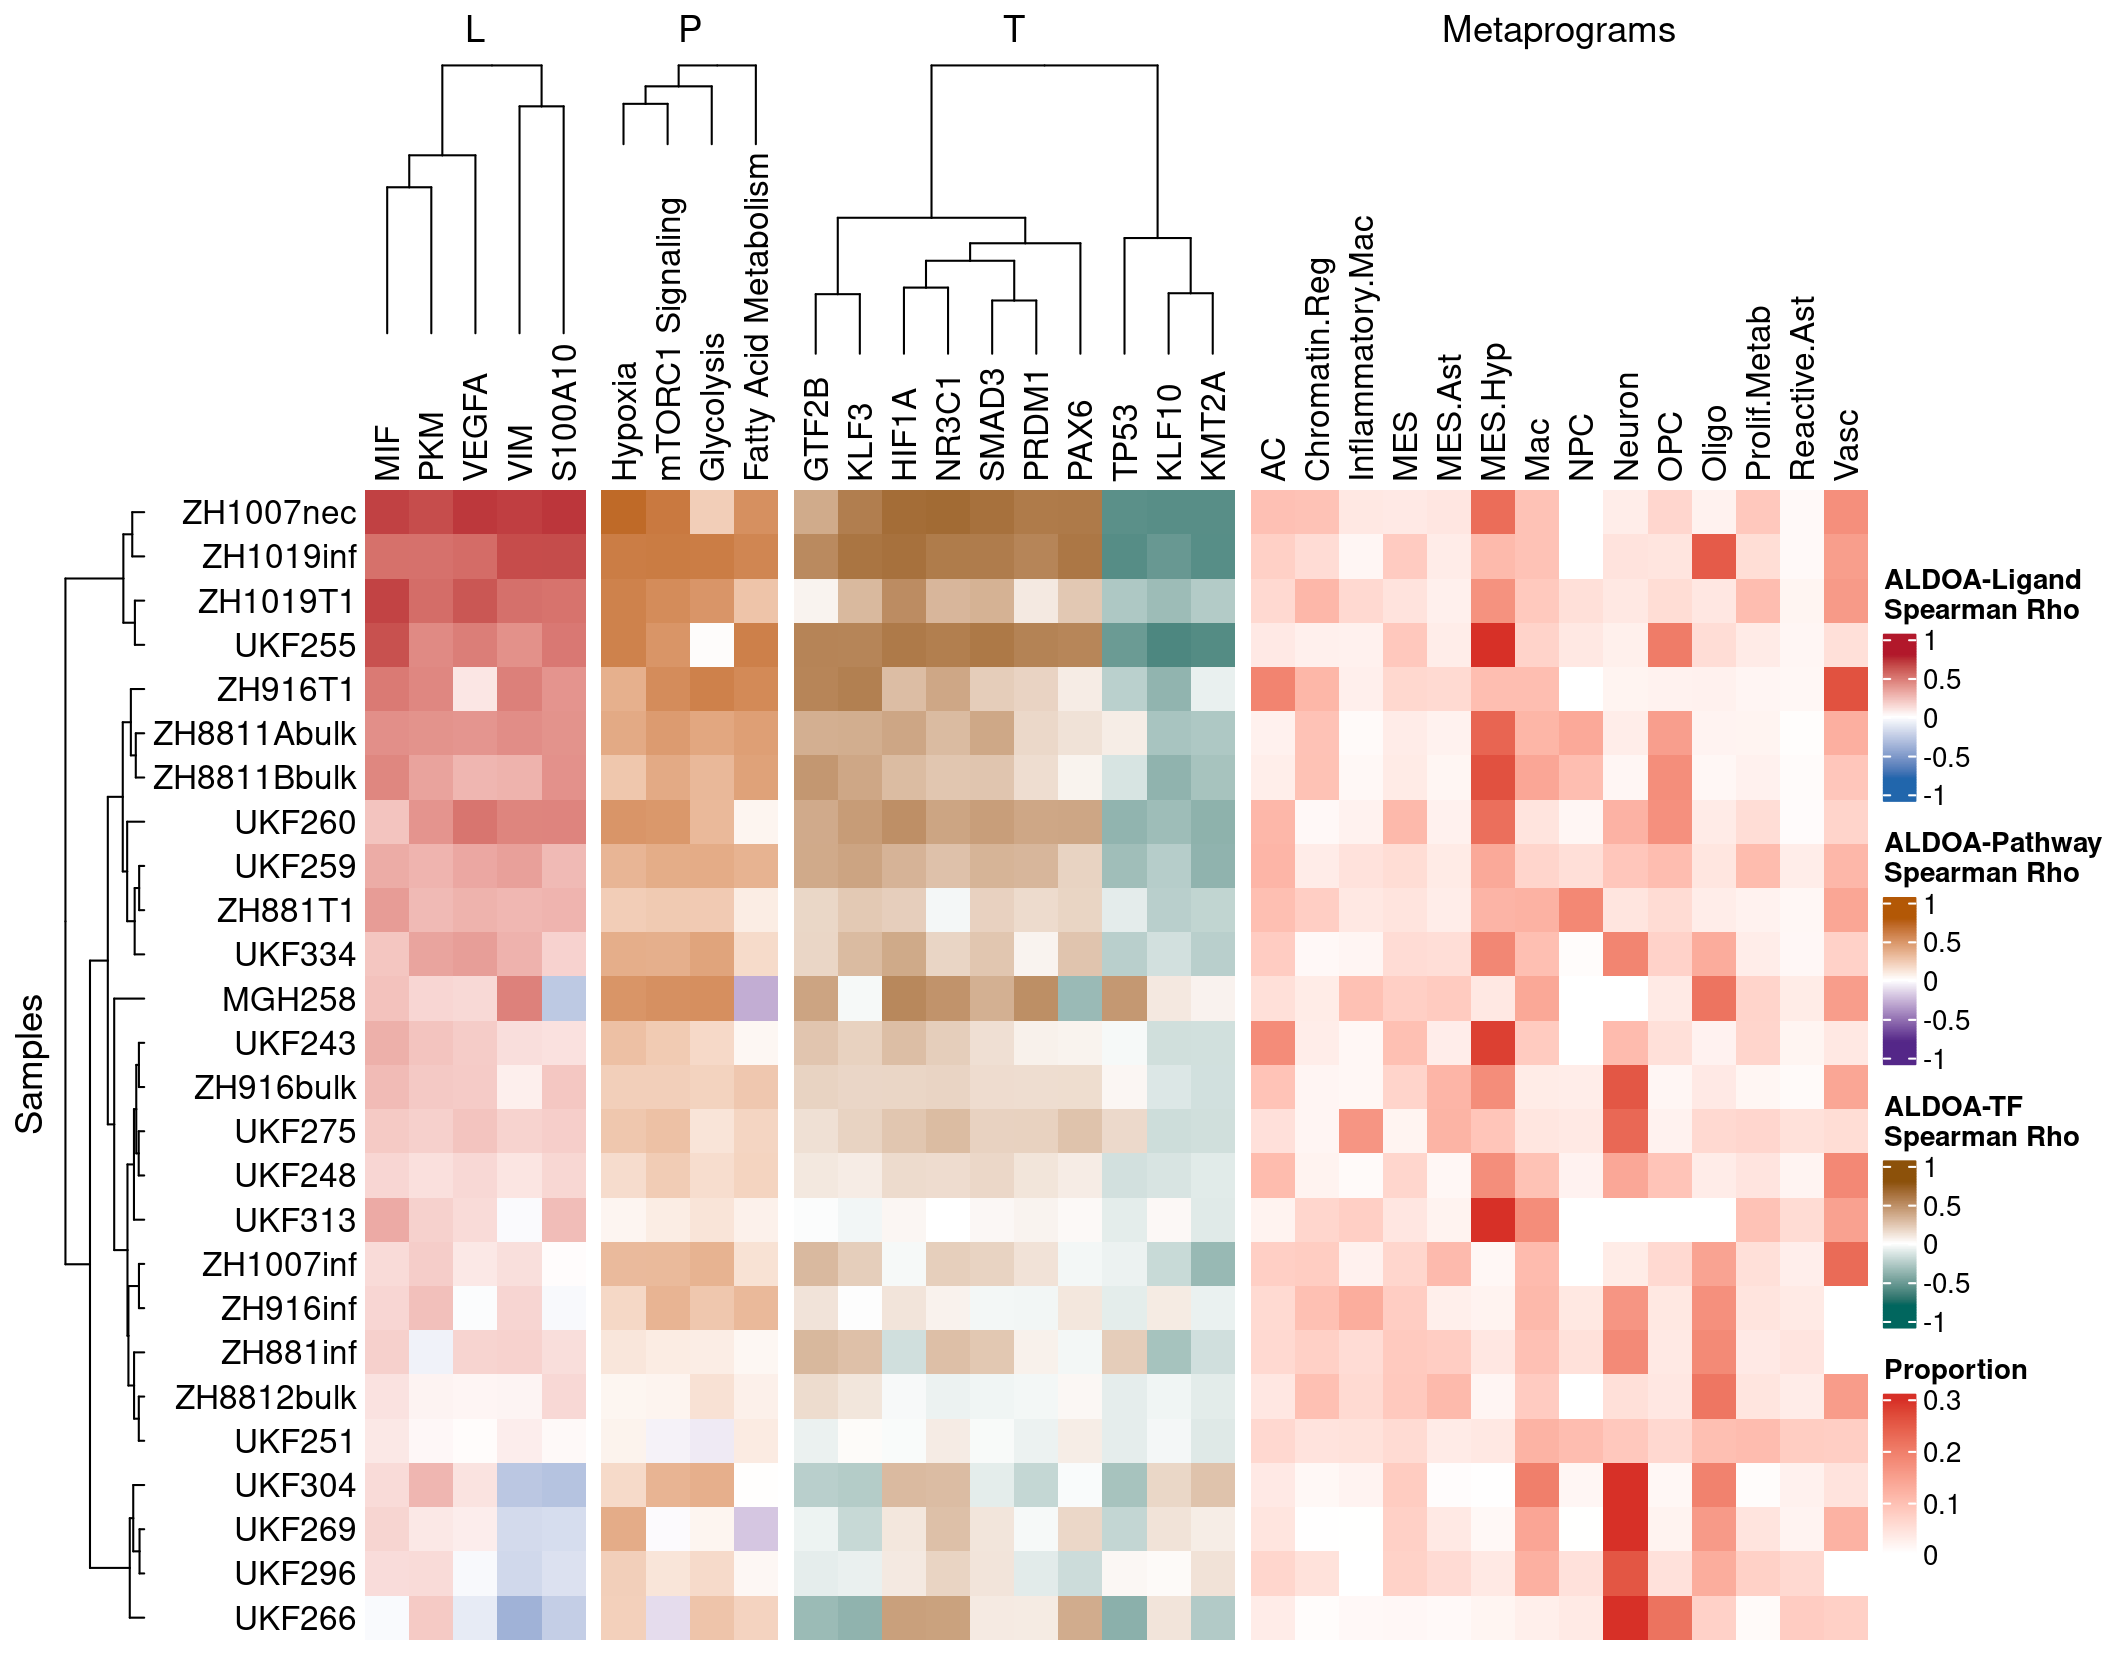 L P T Metaprograms
MIF
PKM
VEGFA
VIM
S100A10
Hypoxia
mTORC1 Signaling
Glycolysis
Fatty Acid Metabolism
GTF2B
KLF3
HIF1A
NR3C1
SMAD3
PRDM1
PAX6
TP53
KLF10
KMT2A
AC
Chromatin.Reg
Inflammatory.Mac
MES
MES.Ast
MES.Hyp
Mac
NPC
Neuron
OPC
Oligo
Prolif.Metab
Reactive.Ast
Vasc
Samples
ZH1007nec
ZH1019inf
ZH1019T1
UKF255
ZH916T1
ZH8811Abulk
ZH8811Bbulk
UKF260
UKF259
ZH881T1
UKF334
MGH258
UKF243
ZH916bulk
UKF275
UKF248
UKF313
ZH1007inf
ZH916inf
ZH881inf
ZH8812bulk
UKF251
UKF304
UKF269
UKF296
UKF266
ALDOA-Ligand
Spearman Rho
1
0.5
0
-0.5
-1
ALDOA-Pathway
Spearman Rho
1
0.5
0
-0.5
-1
ALDOA-TF
Spearman Rho
1
0.5
0
-0.5
-1
Proportion
0.3
0.2
0.1
0